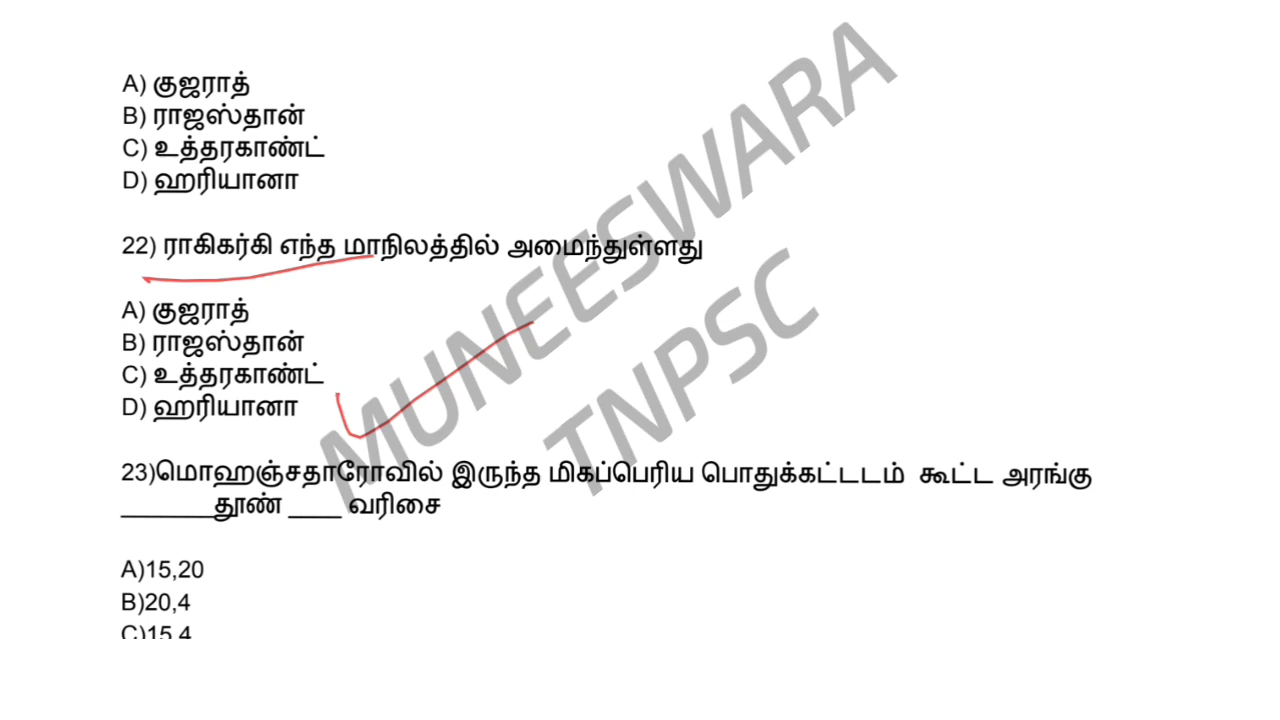 A) குஜராத்
B) ராஜஸ்தான்
C) உத்தரகாண்ட்
D) ஹரியானா
22) ராகிகர்கி எந்த மாநிலத்தில் அமைந்துள்ளது
A) குஜராத்
B) ராஜஸ்தான்
C) உத்தரகாண்ட்
D) ஹரியானா
23)மொஹஞ்சதாரோவில் இருந்த மிகப்பெரிய பொதுக்கட்டடம் கூட்ட அரங்கு
_______தூண் ____ வரிசை
A)15,20
B)20,4
C)15,4
MUNEESWARA
TNPSC